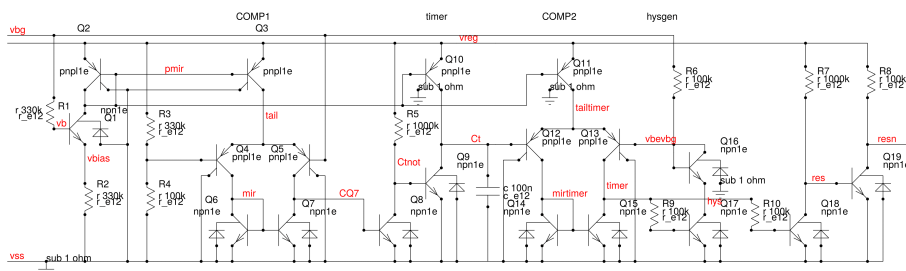 COMP1 timer COMP2 hysgen
vbg
Q2 Q3
vreg
pnpl1e pmir pnpl1e
Q10
pnpl1e
Q11
pnpl1e
R6
r 100k
r_e12
R7
r 1000k
r_e12
R8
r 100k
r_e12
sub 1 ohm
sub 1 ohm
R1
r 330k
r_e12
npn1e
Q1
vb
R3
r 330k
r_e12
tail
R5
r 1000k
r_e12
tailtimer
vbias
Q4
pnpl1e
Q5
pnpl1e
Ct
Q12
pnpl1e
Q13
pnpl1e
vbevbg
Q16
npn1e
resn
Q19
npn1e
Ctnot
Q9
npn1e
sub 1 ohm
res
R2
r 330k
r_e12
R4
r 100k
r_e12
mir
CQ7
c 100n
c_e12
mirtimer
timer
hys
Q6
npn1e
Q7
npn1e
Q8
npn1e
Q14
npn1e
Q15
npn1e
R9
r 100k
r_e12
Q17
npn1e
R10
r 100k
r_e12
Q18
npn1e
vss
sub 1 ohm